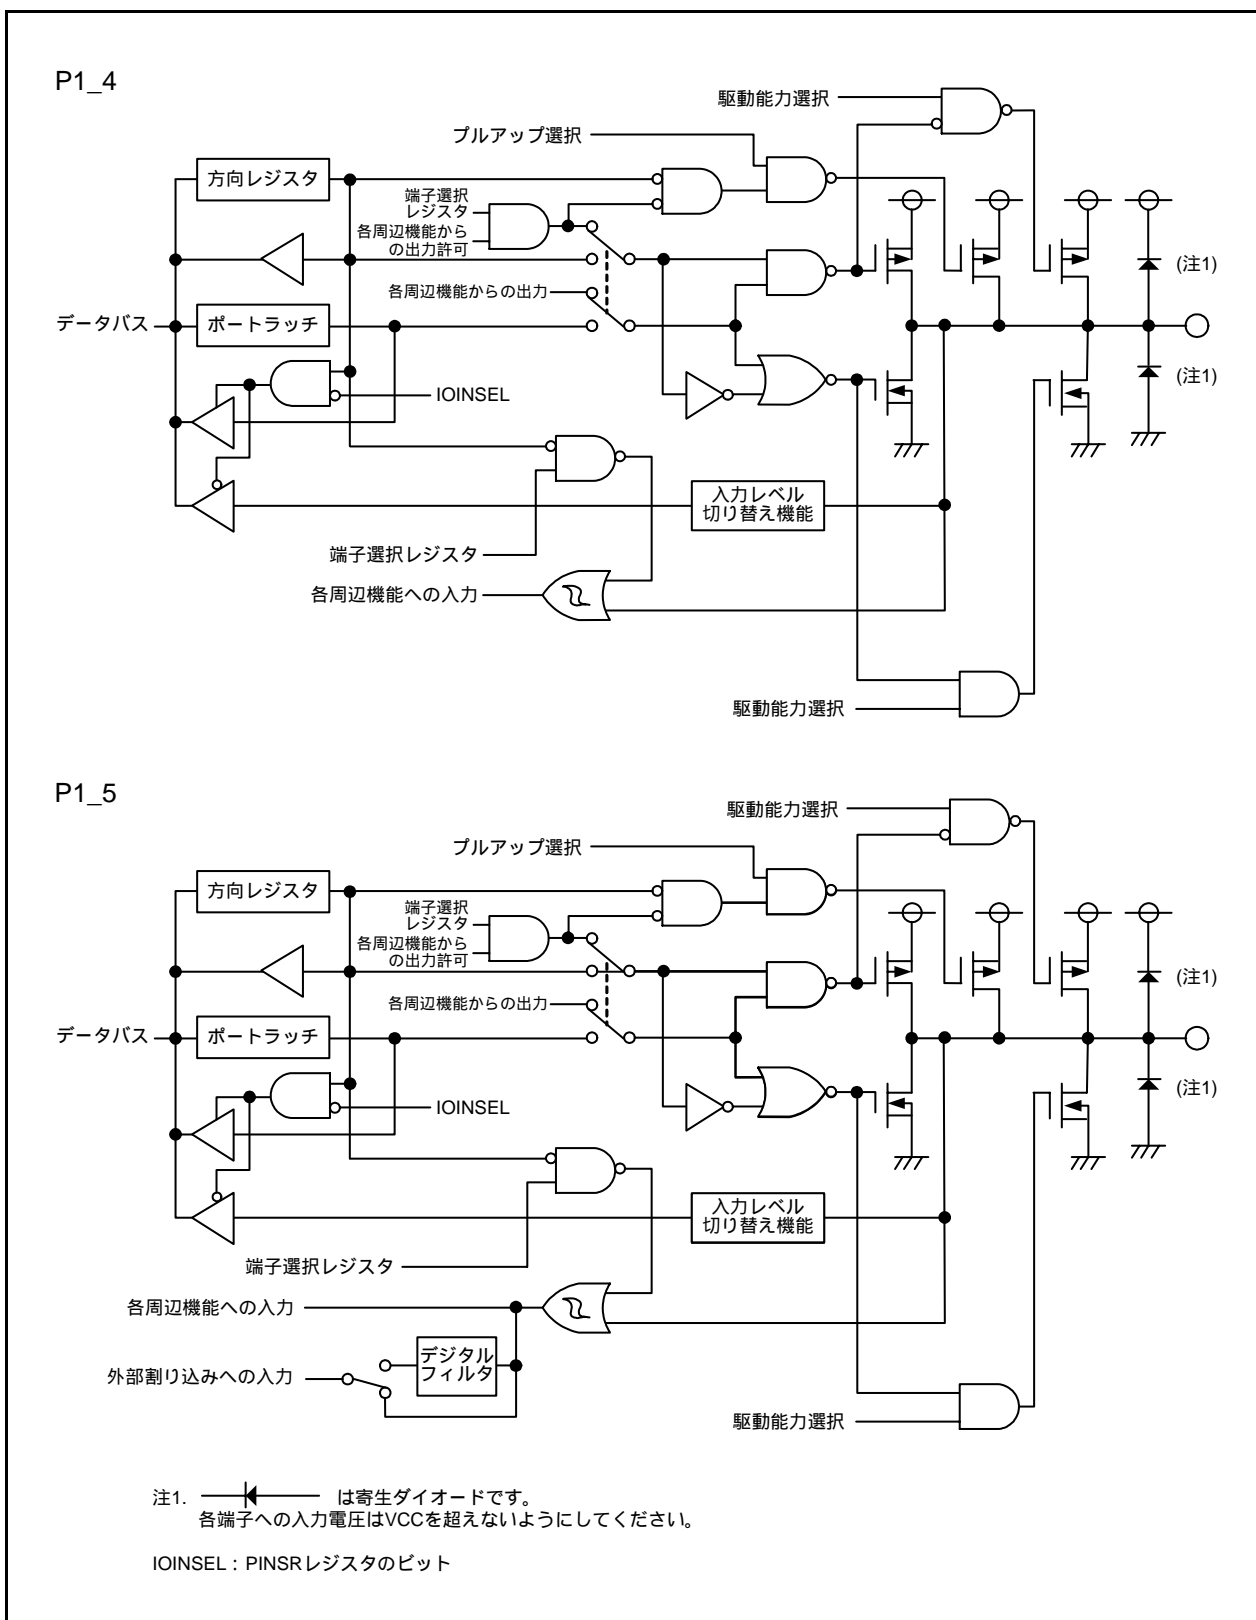 P1_4
駆動能力選択
プルアップ選択
方向レジスタ
端子選択
レジスタ
各周辺機能から
の出力許可
(注1)
各周辺機能からの出力
データバス
ポートラッチ
(注1)
IOINSEL
入力レベル
切り替え機能
端子選択レジスタ
各周辺機能への入力
駆動能力選択
P1_5
駆動能力選択
プルアップ選択
方向レジスタ
端子選択
レジスタ
各周辺機能から
の出力許可
(注1)
各周辺機能からの出力
データバス
ポートラッチ
(注1)
IOINSEL
入力レベル
切り替え機能
端子選択レジスタ
各周辺機能への入力
デジタル
フィルタ
外部割り込みへの入力
駆動能力選択
注1. は寄生ダイオードです。
各端子への入力電圧はVCCを超えないようにしてください。
IOINSEL：PINSRレジスタのビット